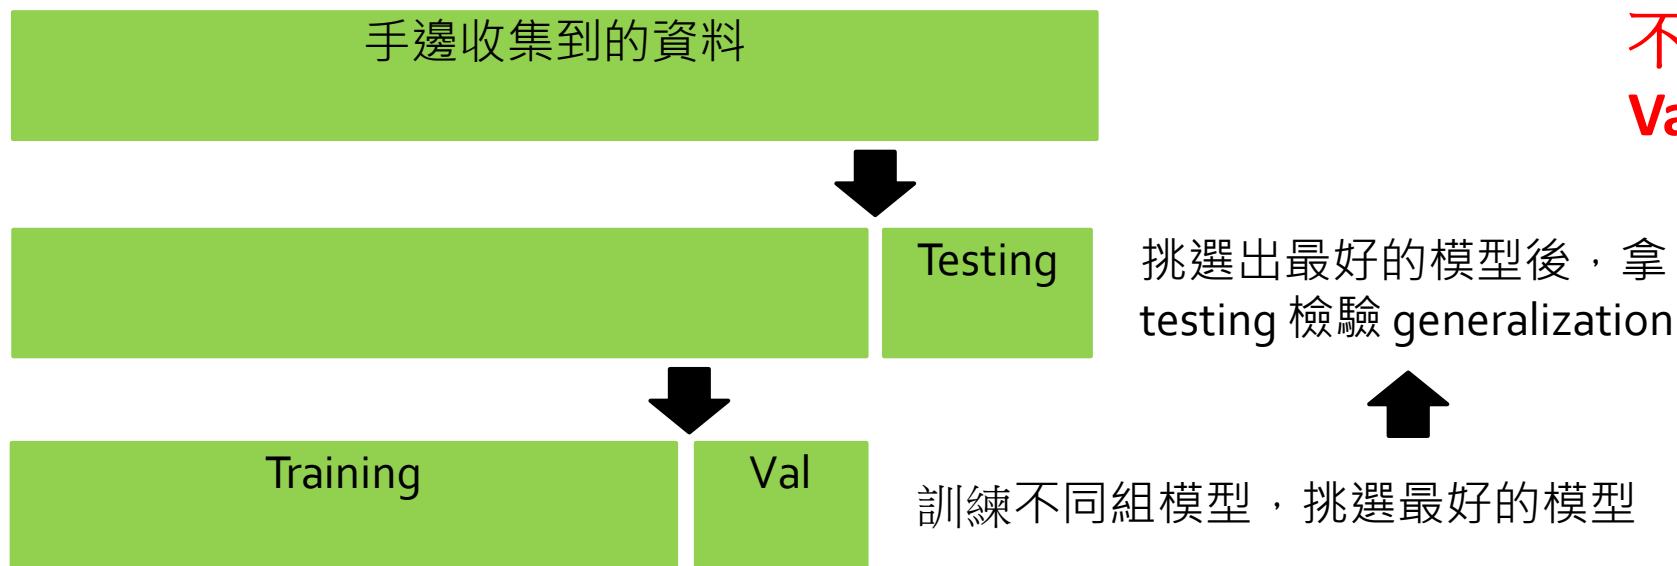 手邊收集到的資料
不
Va
Testing
挑選出最好的模型後，拿
testing 檢驗 generalization
Training
Val
訓練不同組模型，挑選最好的模型